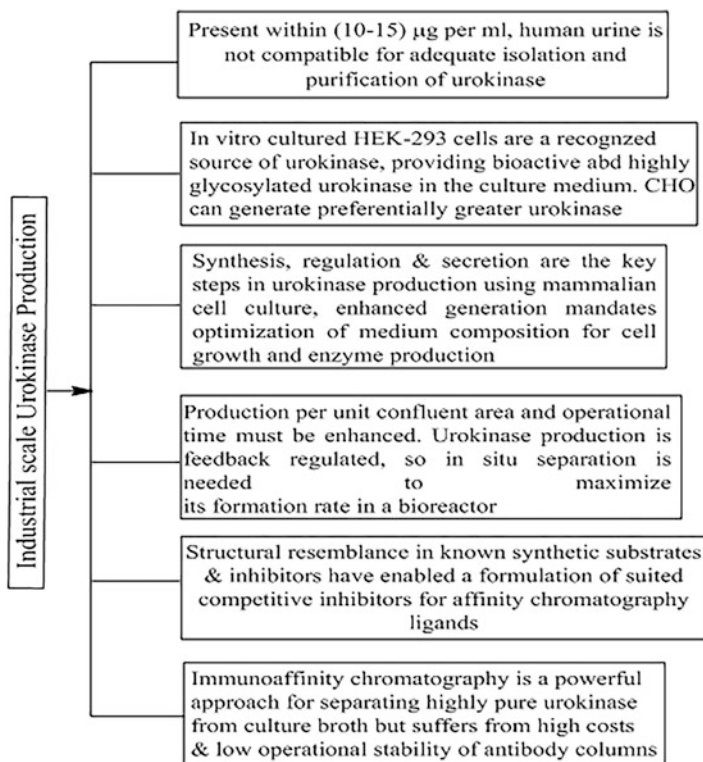 Industrial scale Urokinase Production
Present within (10-15) µg per ml, human urine is
not compatible for adequate isolation and
purification of urokinase
In vitro cultured HEK-293 cells are a recognzed
source of urokinase, providing bioactive abd highly
glycosylated urokinase in the culture medium. CHO
can generate preferentially greater urokinase
Synthesis, regulation & secretion are the key
steps in urokinase production using mammalian
cell culture, enhanced generation mandates
optimization of medium composition for cell
growth and enzyme production
Production per unit confluent area and operational
time must be enhanced. Urokinase production is
feedback regulated, so in situ separation is
needed to maximize
its formation rate in a bioreactor
Structural resemblance in known synthetic substrates
& inhibitors have enabled a formulation of suited
competitive inhibitors for affinity chromatography
ligands
Immunoaffinity chromatography is a powerful
approach for separating highly pure urokinase
from culture broth but suffers from high costs
& low operational stability of antibody columns